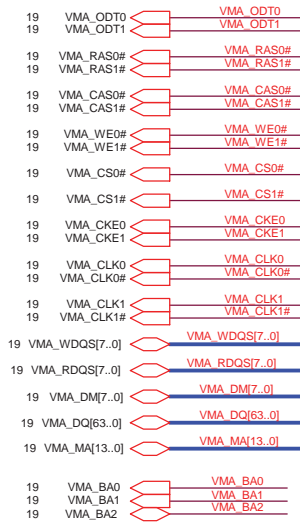 19 VMA_ODT0 VMA_ODT0
19 VMA_ODT1 VMA_ODT1
19 VMA_RAS0# VMA_RAS0#
19 VMA_RAS1# VMA_RAS1#
19 VMA_CAS0# VMA_CAS0#
19 VMA_CAS1# VMA_CAS1#
19 VMA_WE0# VMA_WE0#
19 VMA_WE1# VMA_WE1#
19 VMA_CS0# VMA_CS0#
19 VMA_CS1# VMA_CS1#
19 VMA_CKE0 VMA_CKE0
19 VMA_CKE1 VMA_CKE1
19 VMA_CLK0 VMA_CLK0
19 VMA_CLK0# VMA_CLK0#
19 VMA_CLK1 VMA_CLK1
19 VMA_CLK1# VMA_CLK1#
19 VMA_WDQS[7..0] VMA_WDQS[7..0]
19 VMA_RDQS[7..0] VMA_RDQS[7..0]
19 VMA_DM[7..0] VMA_DM[7..0]
19 VMA_DQ[63..0] VMA_DQ[63..0]
19 VMA_MA[13..0] VMA_MA[13..0]
19 VMA_BA0 VMA_BA0
19 VMA_BA1 VMA_BA1
19 VMA_BA2 VMA_BA2